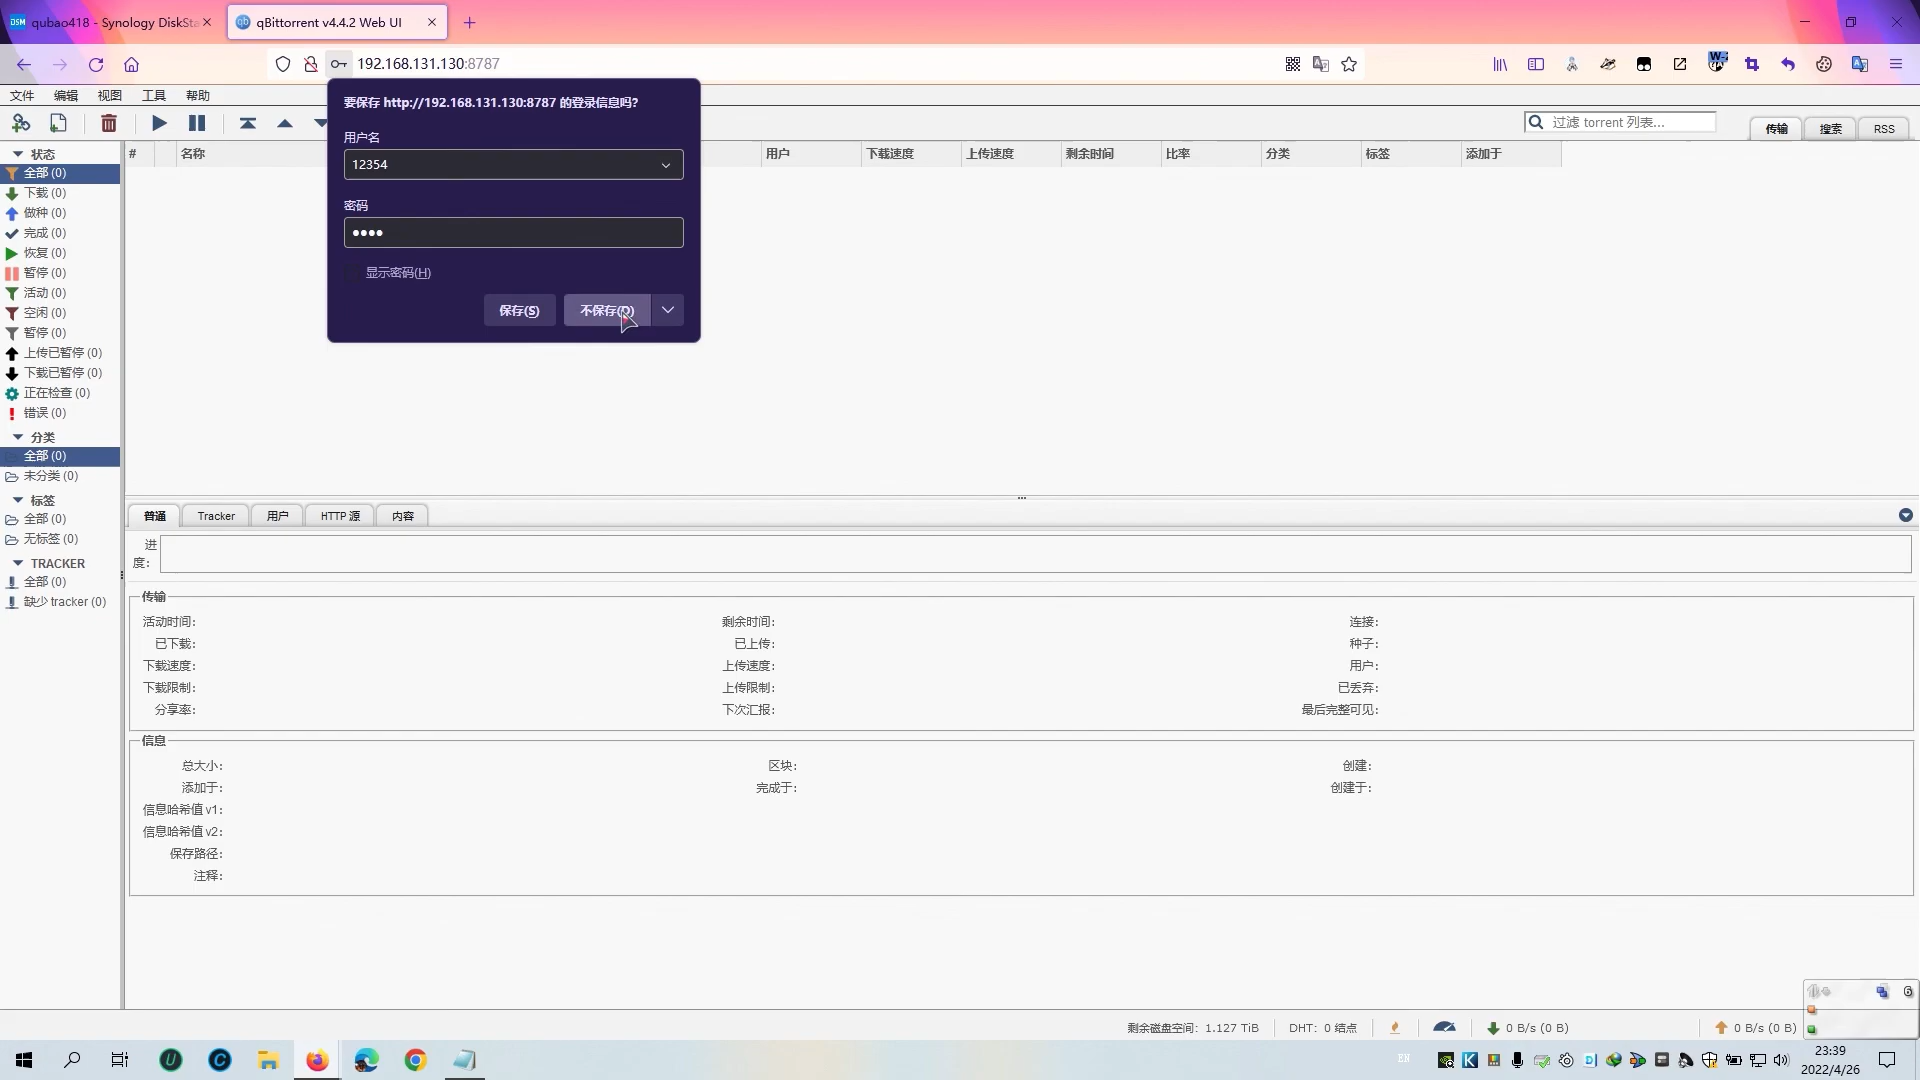 qubao418 - Synology DiskSta
qBittorrent v4.4.2 Web UI
192.168.131.130:8787
文件 编辑 视图 工具 帮助
要保存 http://192.168.131.130:8787 的登录信息吗?
用户名
12354
密码
显示密码(H)
保存(S)
不保存(D)
过滤 torrent 列表...
传输
搜索
RSS
# 名称 用户 下载速度 上传速度 剩余时间 比率 分类 标签 添加于
状态
全部 (0)
下载 (0)
做种 (0)
完成 (0)
恢复 (0)
暂停 (0)
活动 (0)
空闲 (0)
暂停 (0)
上传已暂停 (0)
下载已暂停 (0)
正在检查 (0)
错误 (0)
分类
全部 (0)
未分类 (0)
标签
全部 (0)
无标签 (0)
TRACKER
全部 (0)
缺少 tracker (0)
普通 Tracker 用户 HTTP 源 内容
进
度:
传输
活动时间: 剩余时间: 连接:
已下载: 已上传: 种子:
下载速度: 上传速度: 用户:
下载限制: 上传限制: 已丢弃:
分享率: 下次汇报: 最后完整可见:
信息
总大小: 区块: 创建:
添加于: 完成于: 创建于:
信息哈希值 v1:
信息哈希值 v2:
保存路径:
注释:
剩余磁盘空间: 1.127 TiB
DHT: 0 结点
0 B/s (0 B)
0 B/s (0 B)
EN
23:39
2022/4/26